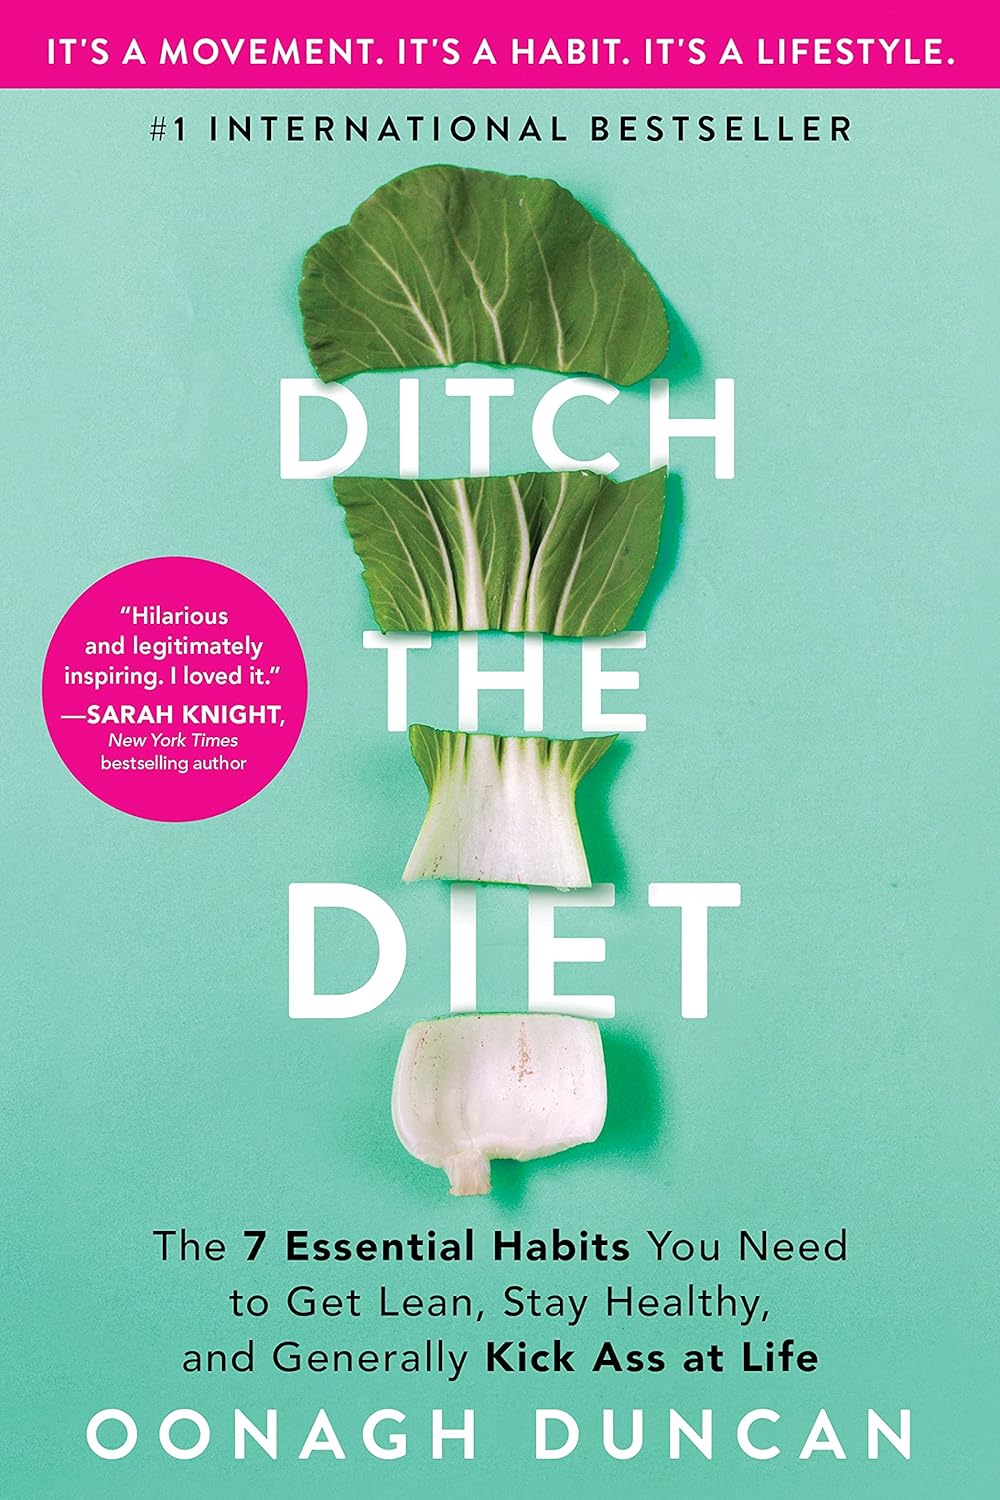 IT'S A MOVEMENT. IT'S A HABIT. IT'S A LIFESTYLE.
#1 INTERNATIONAL BESTSELLER
DITCH
THE
DIET
“Hilarious
and legitimately
inspiring. I loved it.”
—SARAH KNIGHT,
New York Times
bestselling author
The 7 Essential Habits You Need
to Get Lean, Stay Healthy,
and Generally Kick Ass at Life
OONAGH DUNCAN